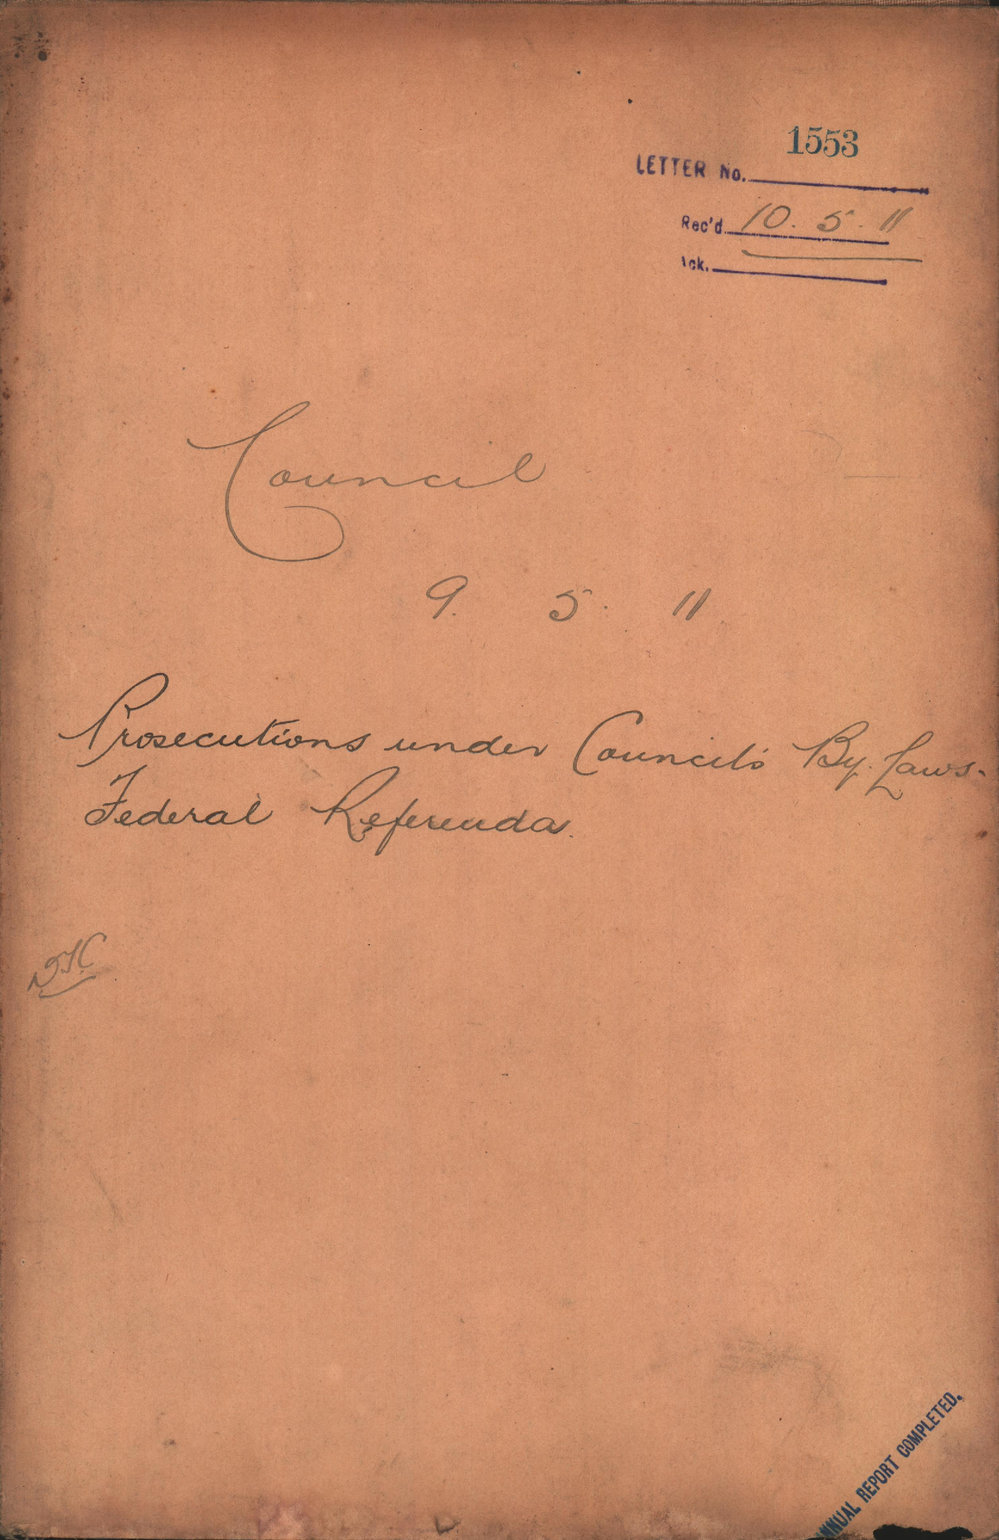 1553
LETTER No.
Rec'd 10. 5. 11
Ack.
Council
9. 5. 11
Prosecutions under Council's By. Laws-
Federal Referenda.
ANNUAL REPORT COMPLETED.